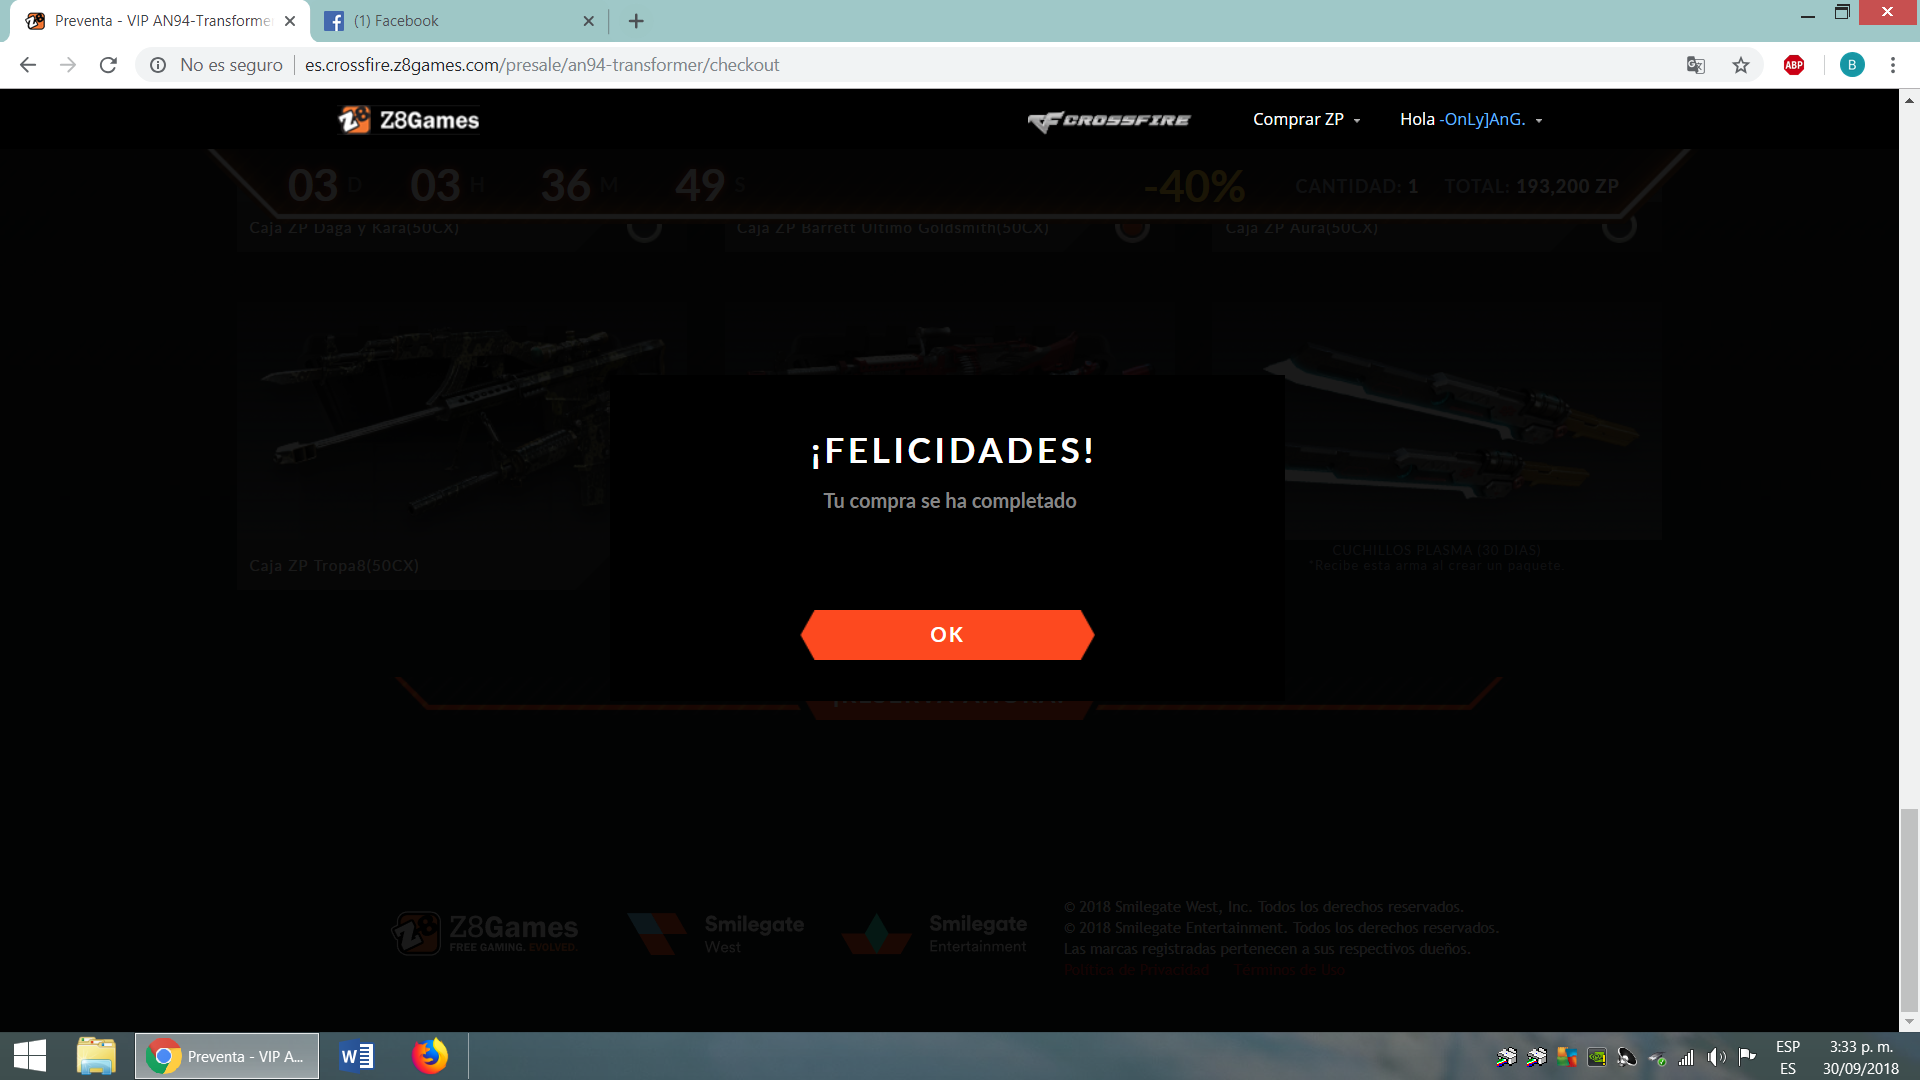 Preventa - VIP AN94-Transformer
(1) Facebook
No es seguro
es.crossfire.z8games.com/presale/an94-transformer/checkout
ABP
B
Z8Games
CROSSFIRE
Comprar ZP
Hola -OnLy]AnG.
03 D 03 H 36 M 49 S
-40%
CANTIDAD: 1
TOTAL: 193,200 ZP
Caja ZP Daga y Kara(50CX)
Caja ZP Barrett Ultimo Goldsmith(50CX)
Caja ZP Aura(50CX)
¡FELICIDADES!
Tu compra se ha completado
OK
Caja ZP Tropa8(50CX)
CUCHILLOS PLASMA (30 DIAS)
*Recibe esta arma al crear un paquete
Z8Games
FREE GAMING. EVOLVED.
Smilegate
West
Smilegate
Entertainment
© 2018 Smilegate West, Inc. Todos los derechos reservados.
© 2018 Smilegate Entertainment. Todos los derechos reservados.
Las marcas registradas pertenecen a sus respectivos dueños.
Política de Privacidad
Términos de Uso
Preventa - VIP A...
ESP
ES
3:33 p. m.
30/09/2018